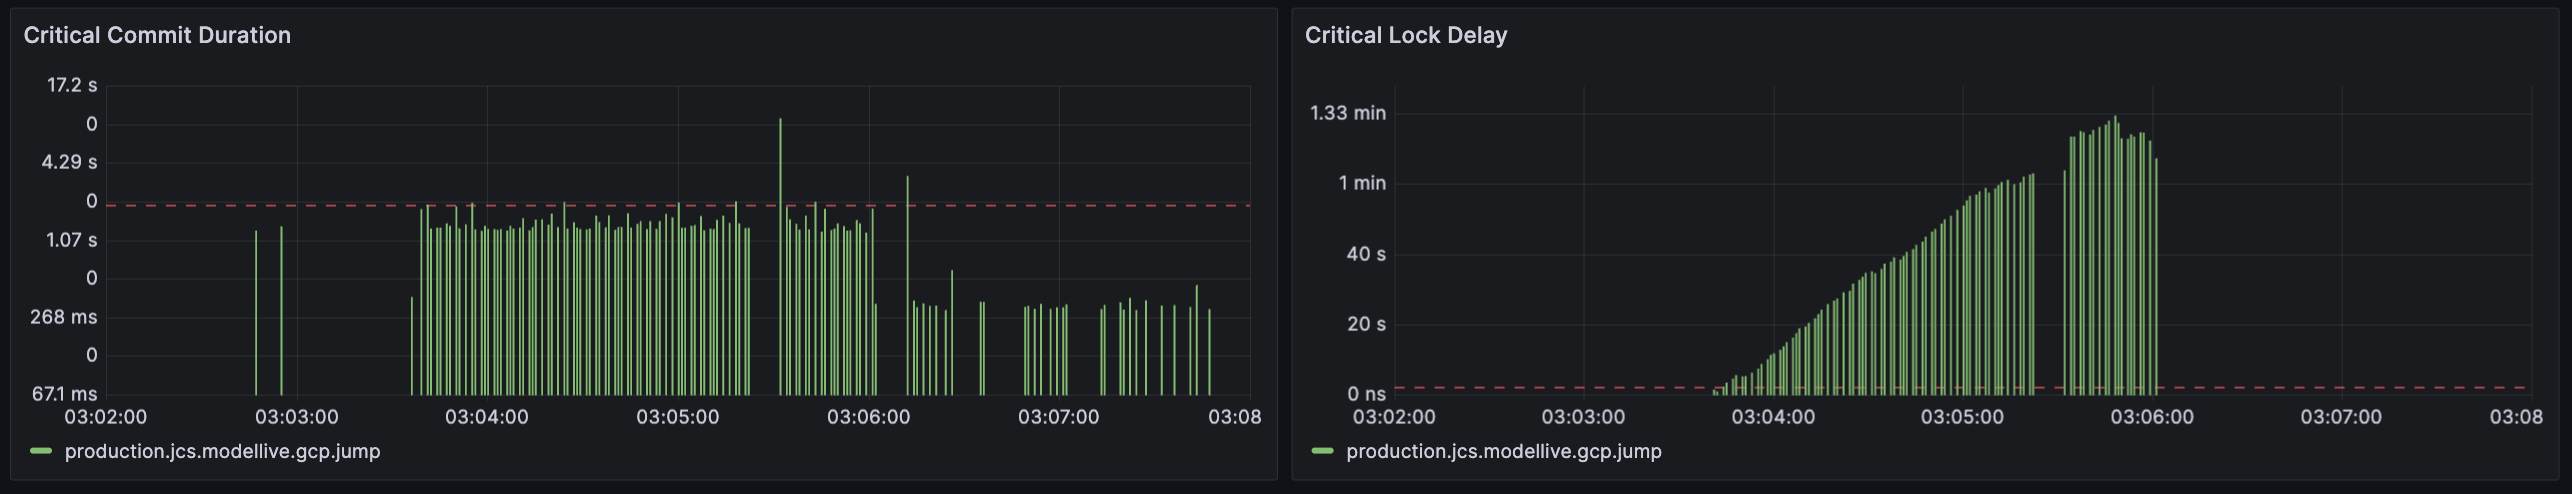 Critical Commit Duration
17.2 s
0
4.29 s
0
1.07 s
0
268 ms
0
67.1 ms
03:02:00 03:03:00 03:04:00 03:05:00 03:06:00 03:07:00 03:08
production.jcs.modellive.gcp.jump
Critical Lock Delay
1.33 min
1 min
40 s
20 s
0 ns
03:02:00 03:03:00 03:04:00 03:05:00 03:06:00 03:07:00 03:08
production.jcs.modellive.gcp.jump